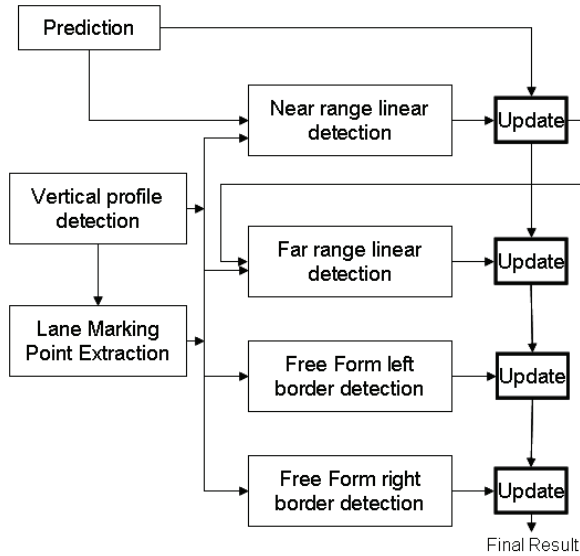 Prediction
Near range linear
detection
Update
Vertical profile
detection
Far range linear
detection
Update
Lane Marking
Point Extraction
Free Form left
border detection
Update
Free Form right
border detection
Update
Final Result